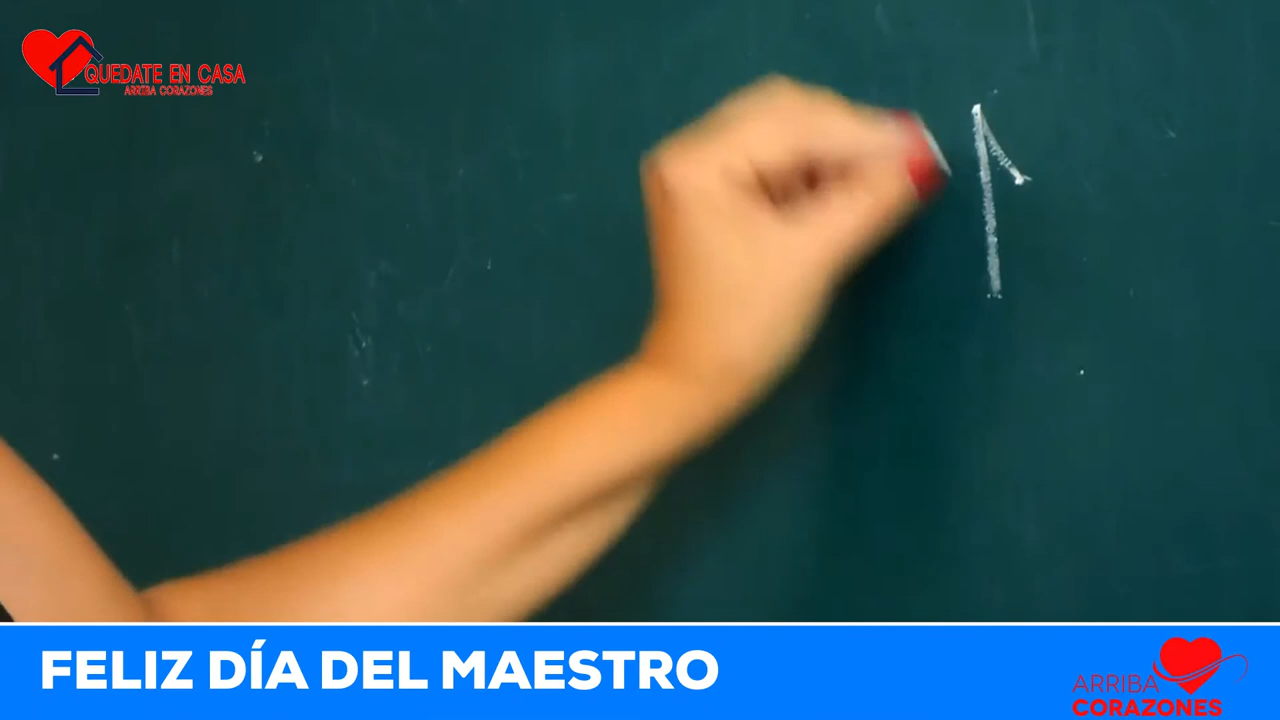 QUEDATE EN CASA
ARRIBA CORAZONES
FELIZ DÍA DEL MAESTRO
ARRIBA
CORAZONES